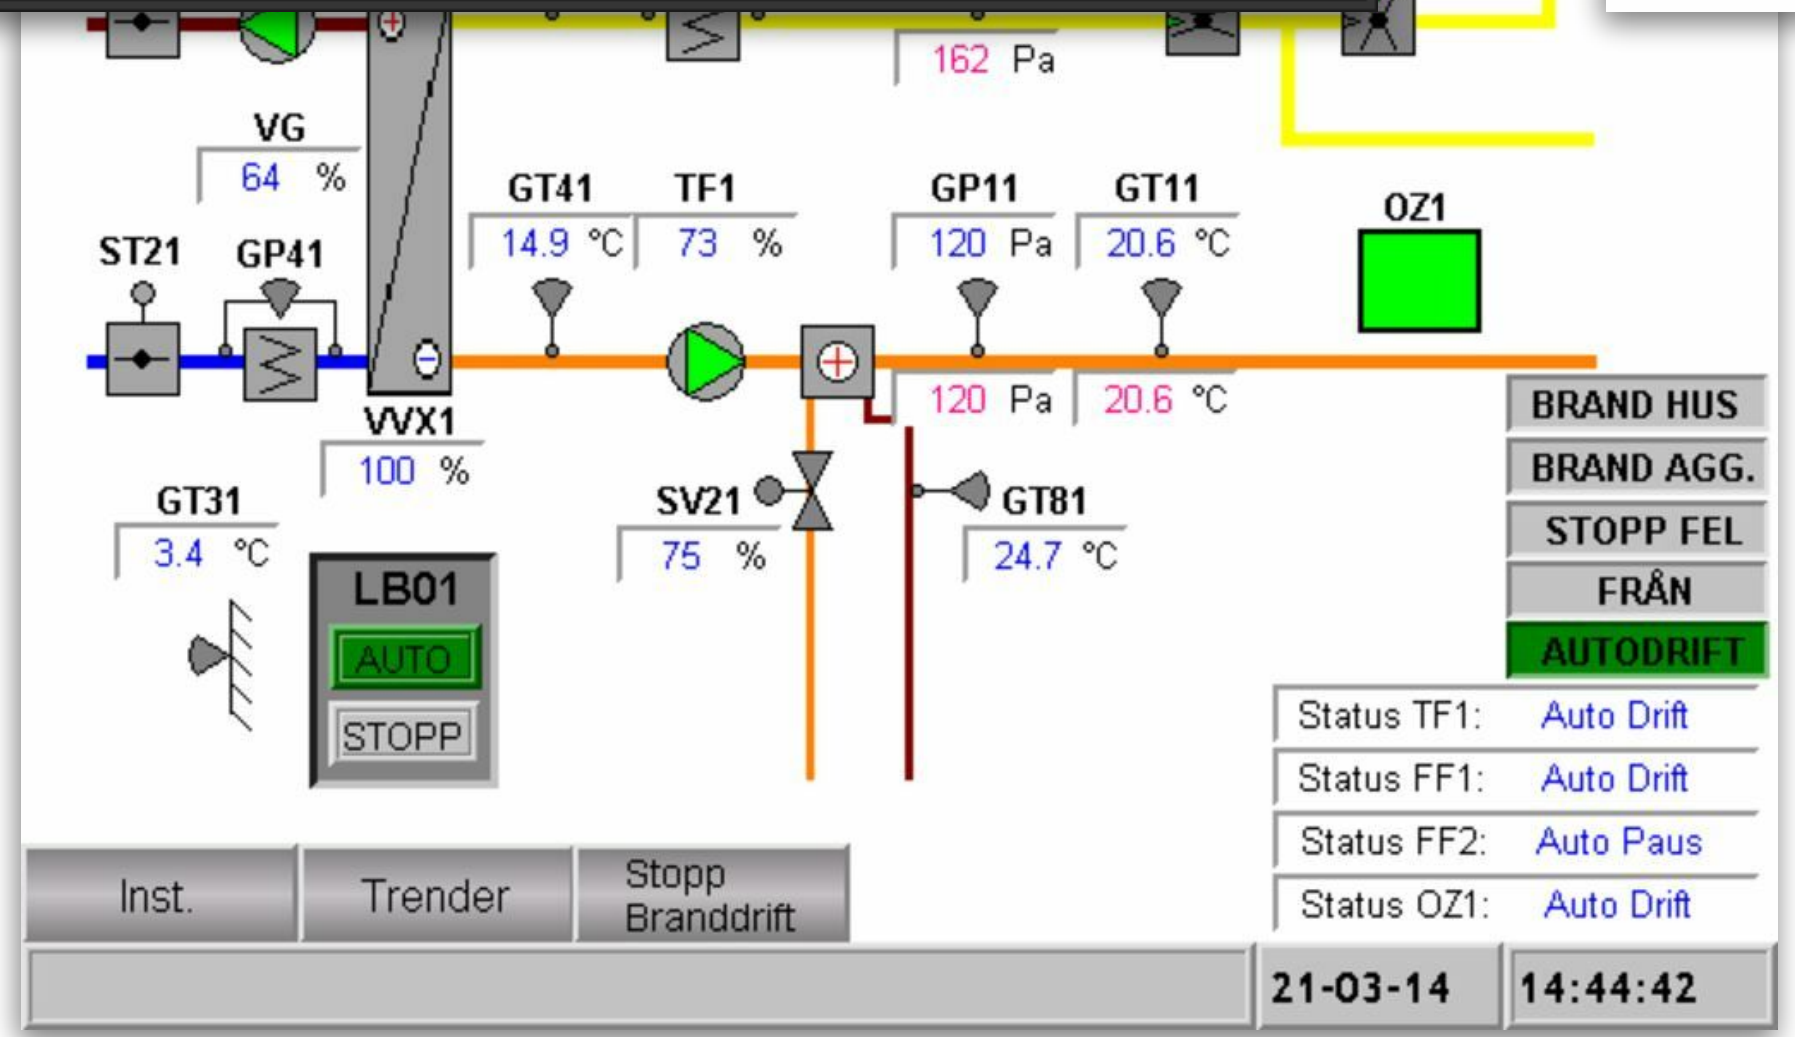 162 Pa
VG
64 %
GT41
TF1
GP11
GT11
OZ1
14.9 °C
73 %
120 Pa
20.6 °C
ST21
GP41
120 Pa
20.6 °C
BRAND HUS
VVX1
100 %
BRAND AGG.
GT31
SV21
GT81
STOPP FEL
3.4 °C
75 %
24.7 °C
LB01
FRÅN
AUTO
AUTODRIFT
STOPP
Status TF1: Auto Drift
Status FF1: Auto Drift
Status FF2: Auto Paus
Status OZ1: Auto Drift
Inst.
Trender
Stopp
Branddrift
21-03-14
14:44:42